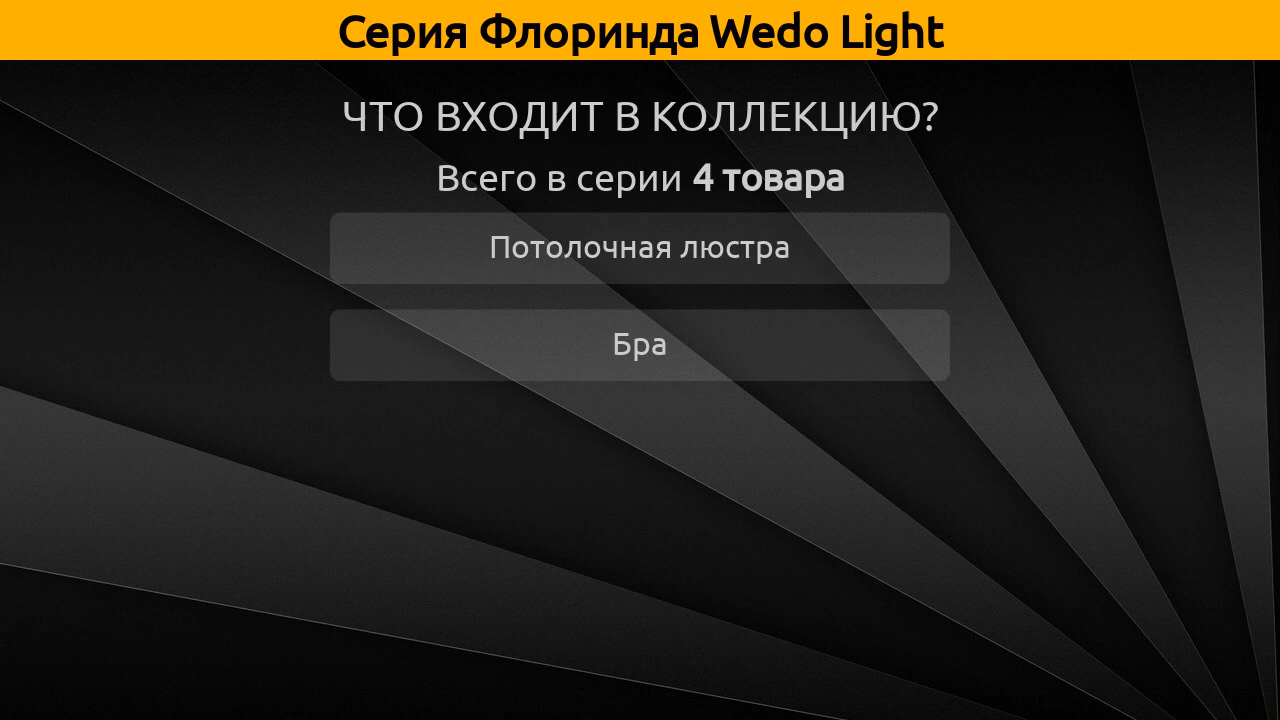 Серия Флоринда Wedo Light
ЧТО ВХОДИТ В КОЛЛЕКЦИЮ?
Всего в серии 4 товара
Потолочная люстра
Бра